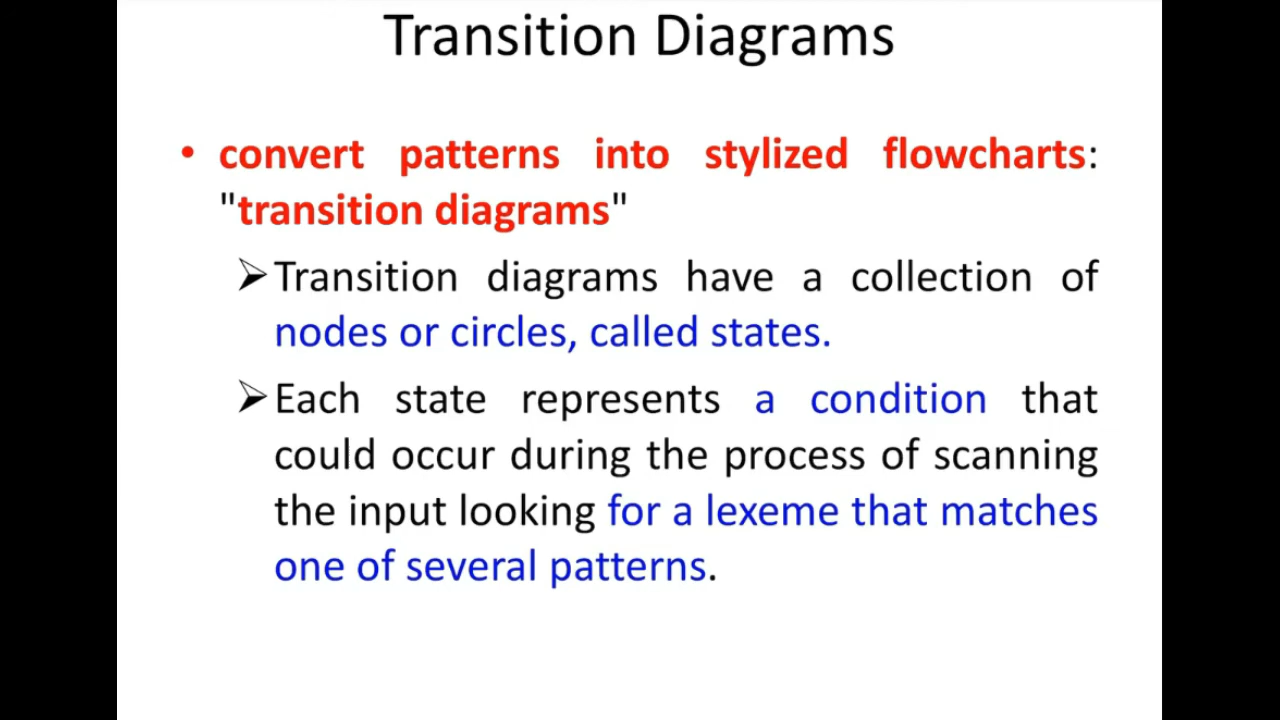 Transition Diagrams
• convert patterns into stylized flowcharts:
"transition diagrams"
➢Transition diagrams have a collection of
nodes or circles, called states.
➢Each state represents a condition that
could occur during the process of scanning
the input looking for a lexeme that matches
one of several patterns.